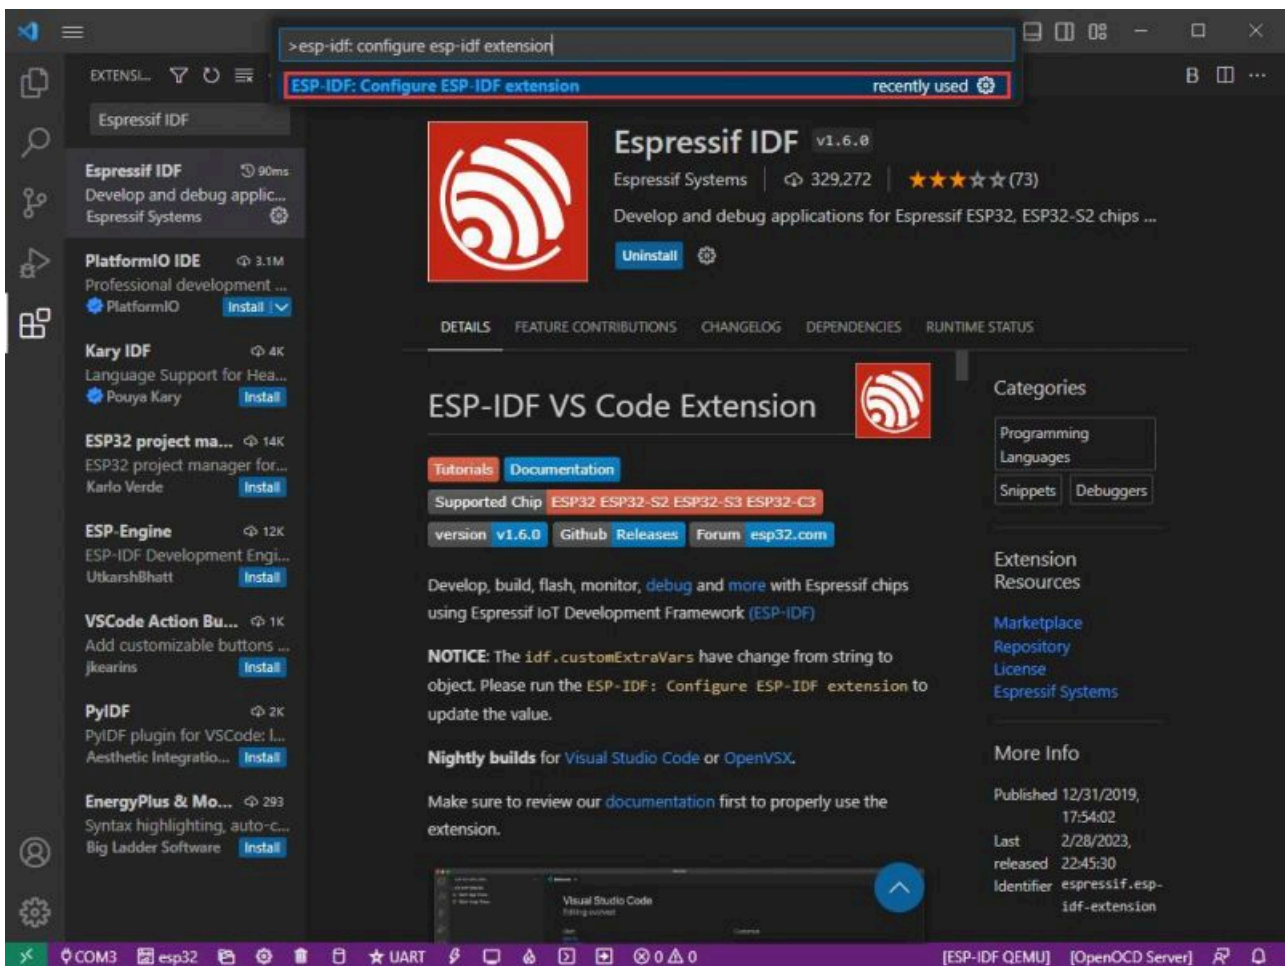 >esp-idf: configure esp-idf extension
ESP-IDF: Configure ESP-IDF extension recently used
EXTENSI...
Espressif IDF
Espressif IDF 90ms
Develop and debug applic...
Espressif Systems
PlatformIO IDE 3.1M
Professional development ...
PlatformIO Install
Kary IDF 4K
Language Support for Hea...
Pouya Kary Install
ESP32 project ma... 14K
ESP32 project manager for...
Karlo Verde Install
ESP-Engine 12K
ESP-IDF Development Engi...
UtkarshBhatt Install
VSCode Action Bu... 1K
Add customizable buttons ...
jkearins Install
PyIDF 2K
PyIDF plugin for VSCode: l...
Aesthetic Integratio... Install
EnergyPlus & Mo... 293
Syntax highlighting, auto-c...
Big Ladder Software Install
B
Espressif IDF v1.6.0
Espressif Systems 329,272 (73)
Develop and debug applications for Espressif ESP32, ESP32-S2 chips ...
Uninstall
DETAILS FEATURE CONTRIBUTIONS CHANGELOG DEPENDENCIES RUNTIME STATUS
ESP-IDF VS Code Extension
Tutorials Documentation
Supported Chip ESP32 ESP32-S2 ESP32-S3 ESP32-C3
version v1.6.0 Github Releases Forum esp32.com
Develop, build, flash, monitor, debug and more with Espressif chips
using Espressif IoT Development Framework (ESP-IDF)
NOTICE: The idf.customExtraVars have change from string to
object. Please run the ESP-IDF: Configure ESP-IDF extension to
update the value.
Nightly builds for Visual Studio Code or OpenVSX.
Make sure to review our documentation first to properly use the
extension.
Visual Studio Code
Categories
Programming
Languages
Snippets Debuggers
Extension
Resources
Marketplace
Repository
License
Espressif Systems
More Info
Published 12/31/2019,
17:54:02
Last 2/28/2023,
released 22:45:30
Identifier espressif.esp-
idf-extension
COM3 esp32 UART 0 0 [ESP-IDF QEMU] [OpenOCD Server]